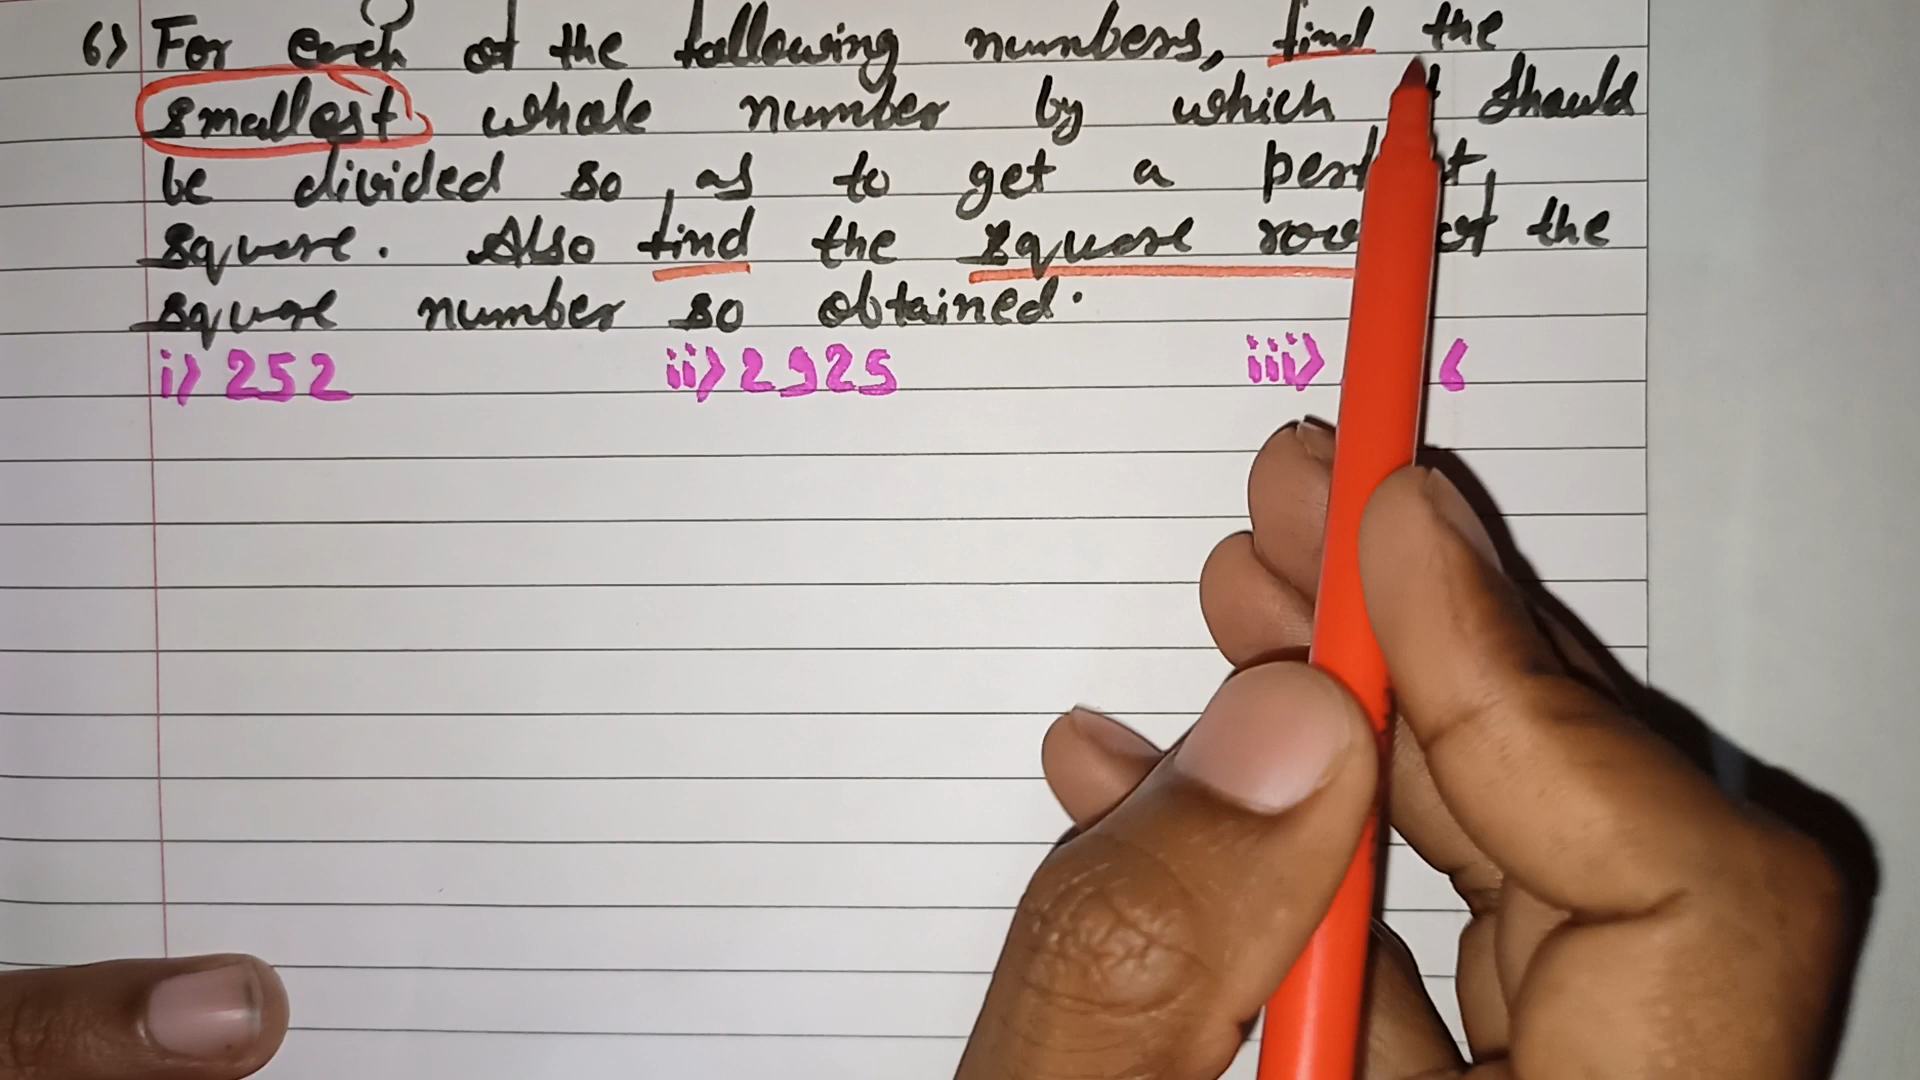 6) For each of the following numbers, find the
smallest whole number by which should
be divided so as to get a
square. Also find the square of the
square number so obtained.
i) 252 ii) 2925 iii) 6